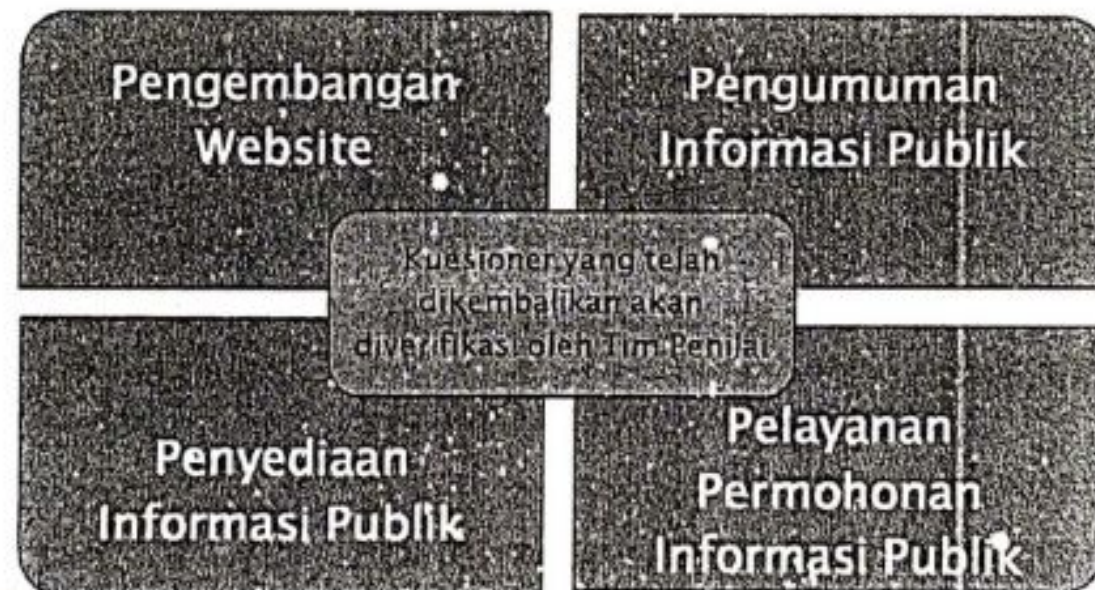 Pengembangan
Website
Pengumuman
Informasi Publik
Kuesioner yang telah
dikembalikan akan
diverifikasi oleh Tim Penilai
Penyediaan
Informasi Publik
Pelayanan
Permohonan
Informasi Publik